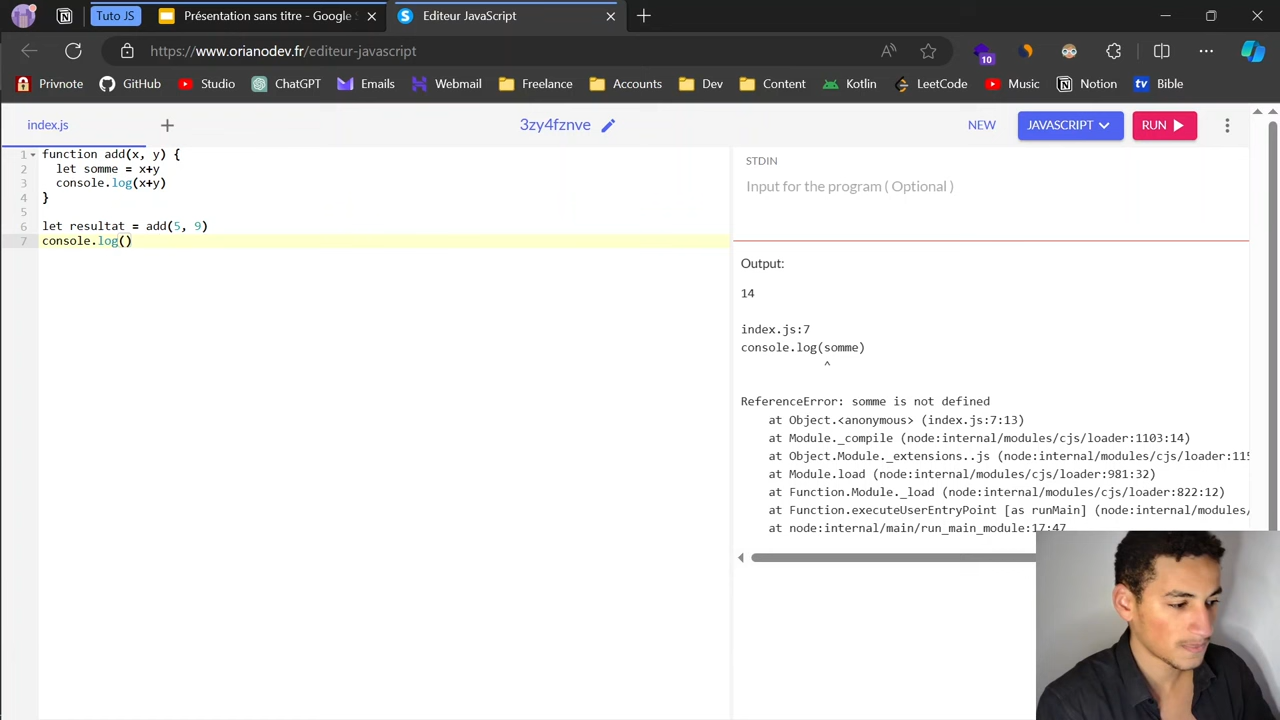 Tuto JS
Présentation sans titre - Google S
Editeur JavaScript
https://www.orianodev.fr/editeur-javascript
10
Privnote
GitHub
Studio
ChatGPT
Emails
Webmail
Freelance
Accounts
Dev
Content
Kotlin
LeetCode
Music
Notion
tv Bible
index.js
3zy4fznve
NEW
JAVASCRIPT
RUN
1 function add(x, y) {
2 let somme = x+y
3 console.log(x+y)
4 }
5
6 let resultat = add(5, 9)
7 console.log()
STDIN
Input for the program ( Optional )
Output:
14
index.js:7
console.log(somme)
^
ReferenceError: somme is not defined
at Object.<anonymous> (index.js:7:13)
at Module._compile (node:internal/modules/cjs/loader:1103:14)
at Object.Module._extensions..js (node:internal/modules/cjs/loader:115
at Module.load (node:internal/modules/cjs/loader:981:32)
at Function.Module._load (node:internal/modules/cjs/loader:822:12)
at Function.executeUserEntryPoint [as runMain] (node:internal/modules/
at node:internal/main/run_main_module:17:47